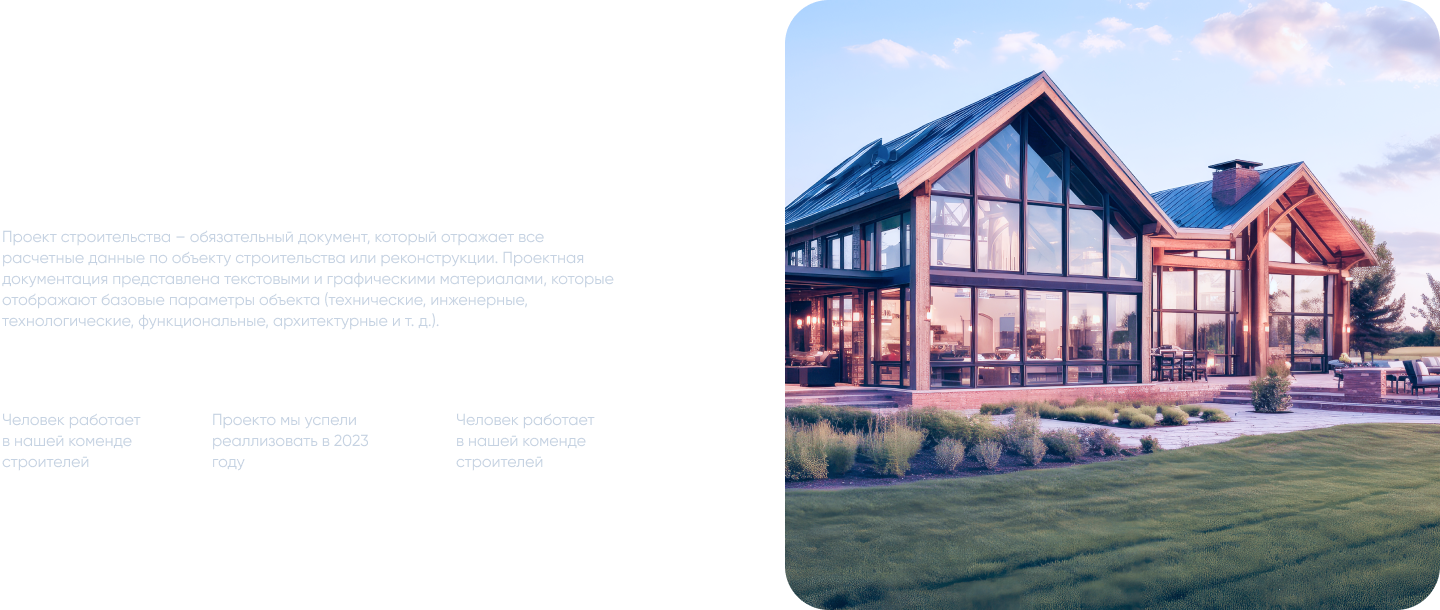 Проект строительства – обязательный документ, который отражает все
расчетные данные по объекту строительства или реконструкции. Проектная
документация представлена текстовыми и графическими материалами, которые
отображают базовые параметры объекта (технические, инженерные,
технологические, функциональные, архитектурные и т. д.).
Человек работает
в нашей коменде
строителей
Проекто мы успели
реаллизовать в 2023
году
Человек работает
в нашей коменде
строителей